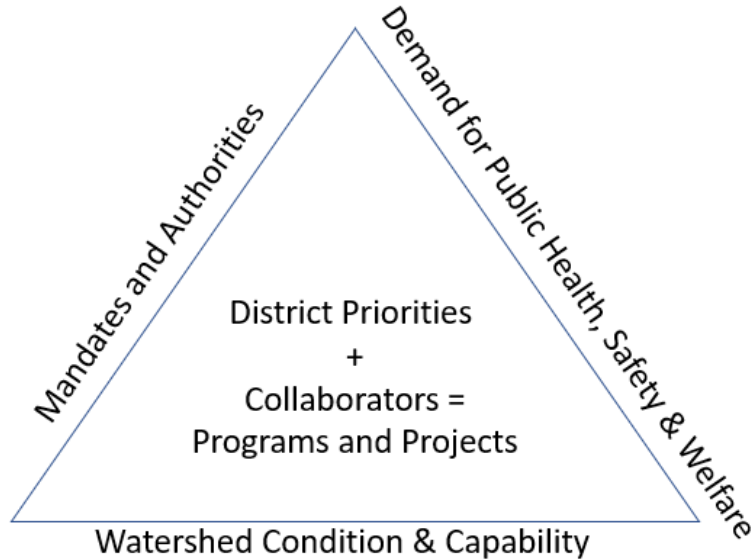 Demand for Public Health, Safety & Welfare
Mandates and Authorities
District Priorities
+
Collaborators =
Programs and Projects
Watershed Condition & Capability